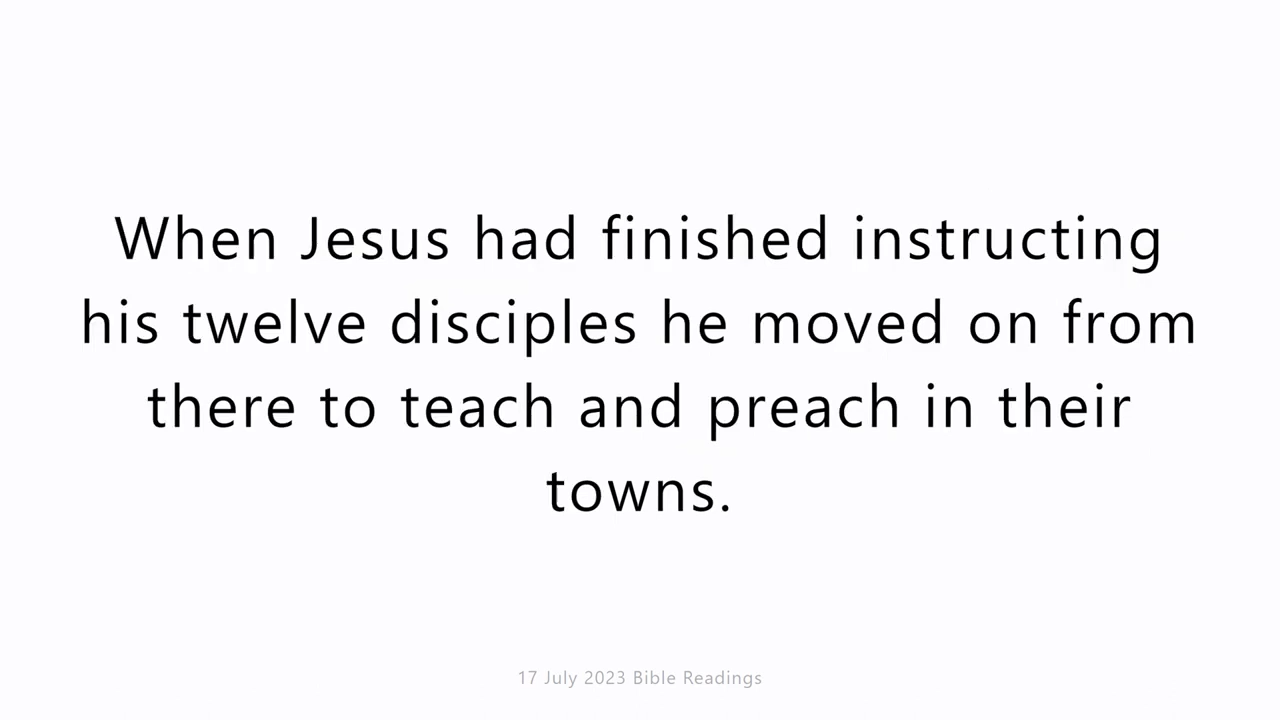 When Jesus had finished instructing
his twelve disciples he moved on from
there to teach and preach in their
towns.
17 July 2023 Bible Readings